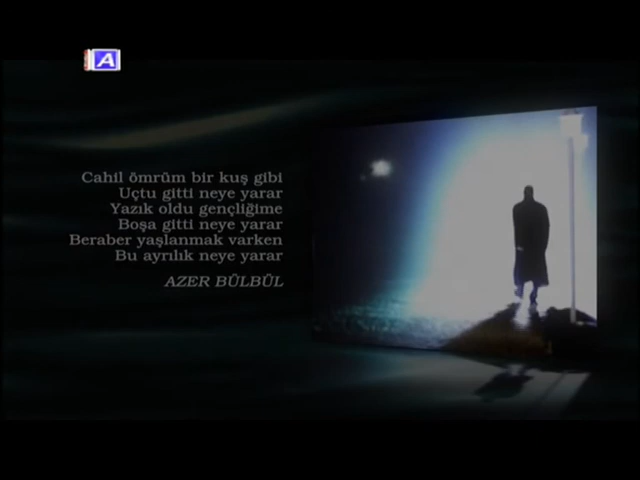 A
Cahil ömrüm bir kuş gibi
Uçtu gitti neye yarar
Yazık oldu gençliğime
Boşa gitti neye yarar
Beraber yaşlanmak varken
Bu ayrılık neye yarar
AZER BÜLBÜL